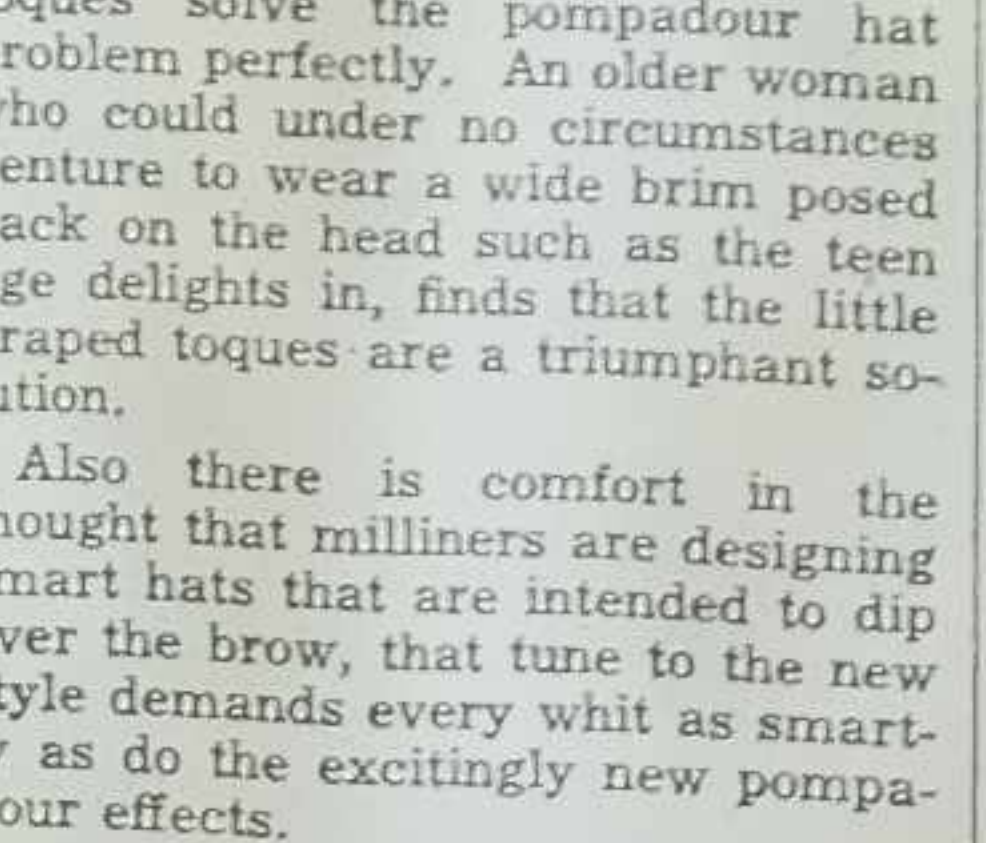 oques solve the pompadour hat
roblem perfectly. An older woman
who could under no circumstances
enture to wear a wide brim posed
ack on the head such as the teen
ge delights in, finds that the little
raped toques are a triumphant so-
ution.
Also there is comfort in the
hought that milliners are designing
mart hats that are intended to dip
ver the brow, that tune to the new
tyle demands every whit as smart-
y as do the excitingly new pompa-
our effects.